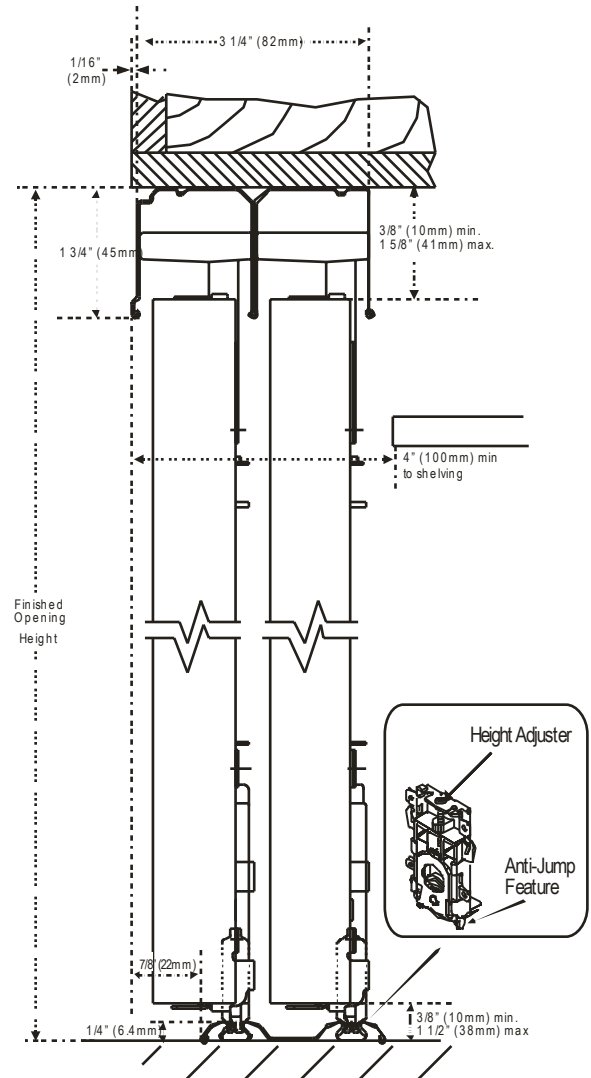 3 1/4" (82mm)
1/16"
(2mm)
3/8" (10mm) min.
1 5/8" (41mm) max.
1 3/4" (45mm)
4" (100mm) min
to shelving
Finished
Opening
Height
Height Adjuster
Anti-Jump
Feature
7/8"(22mm)
3/8" (10mm) min.
1 1/2" (38mm) max
1/4" (6.4mm)